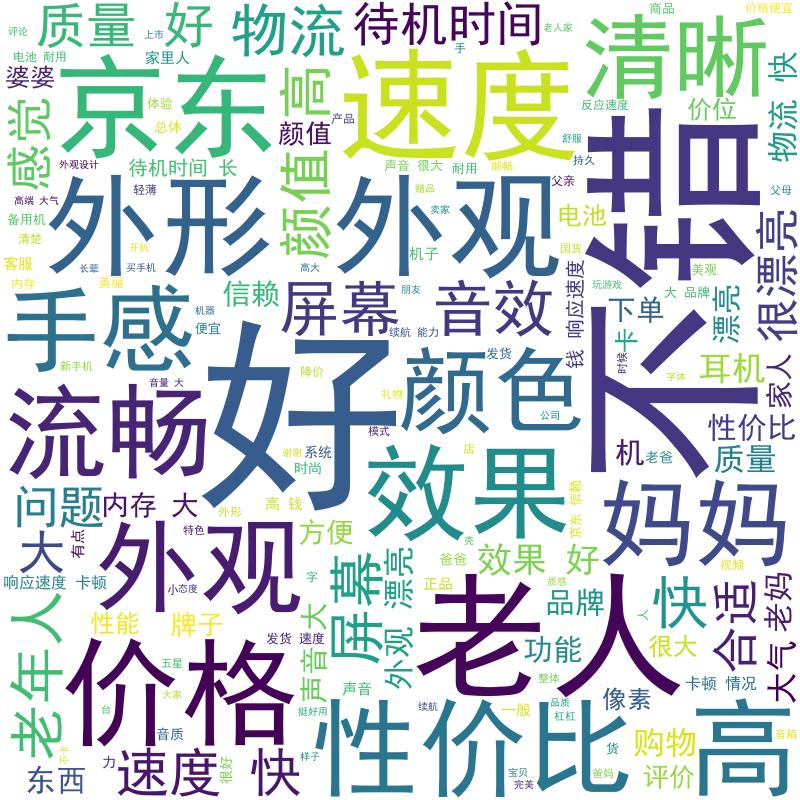 评论
质量 好
上市
物流
待机时间
老人家
手
商品
价格便宜
电池 耐用
家里人
婆婆
京东
高
速度
清晰
物流 快
感觉
体验
总体
颜值
产品
反应速度
价位
外观设计
待机时间 长
声音 很大
耐用
顺畅
舒服
持久
不错
高端 大气
轻薄
外形
颜值
赠品
外观
父亲
父母
备用机
卖家
电池
很漂亮
清楚
开机
机子
国货
客服
长辈
买手机
高大
响应速度
美观
内存
美丽
信赖
朋友
玩游戏
大 品牌
手感
机器
屏幕
音效
下单
漂亮
便宜
续航 能力
卡
好
颜色
发货
钱
时候
耳机
家人
新手机
音量 大
降价
字体
流畅
礼物
公司
性价比
模式
谢谢
系统
店
机
老爸
质量
时尚
效果
问题
内存 大
高 钱
京东 信赖
妈妈
外形
特色
方便
壳
大
有点
外观
屏幕
漂亮
爸爸
效果 好
视频
响应速度 卡顿
小态度
字
正品
质感
老人
品牌
快
合适
老妈
老年人
性能
牌子
发货 速度
声音 大
外观
功能
人
很大
大气
价格
五星
整体
卡顿 情况
大家
声音
续航
一般
品质
像素
台
挺好用
性价比
杠杠
高
音质
购物
音箱
不卡
样子
货
东西
力
速度 快
很好
宝贝
完美
爸妈
评价